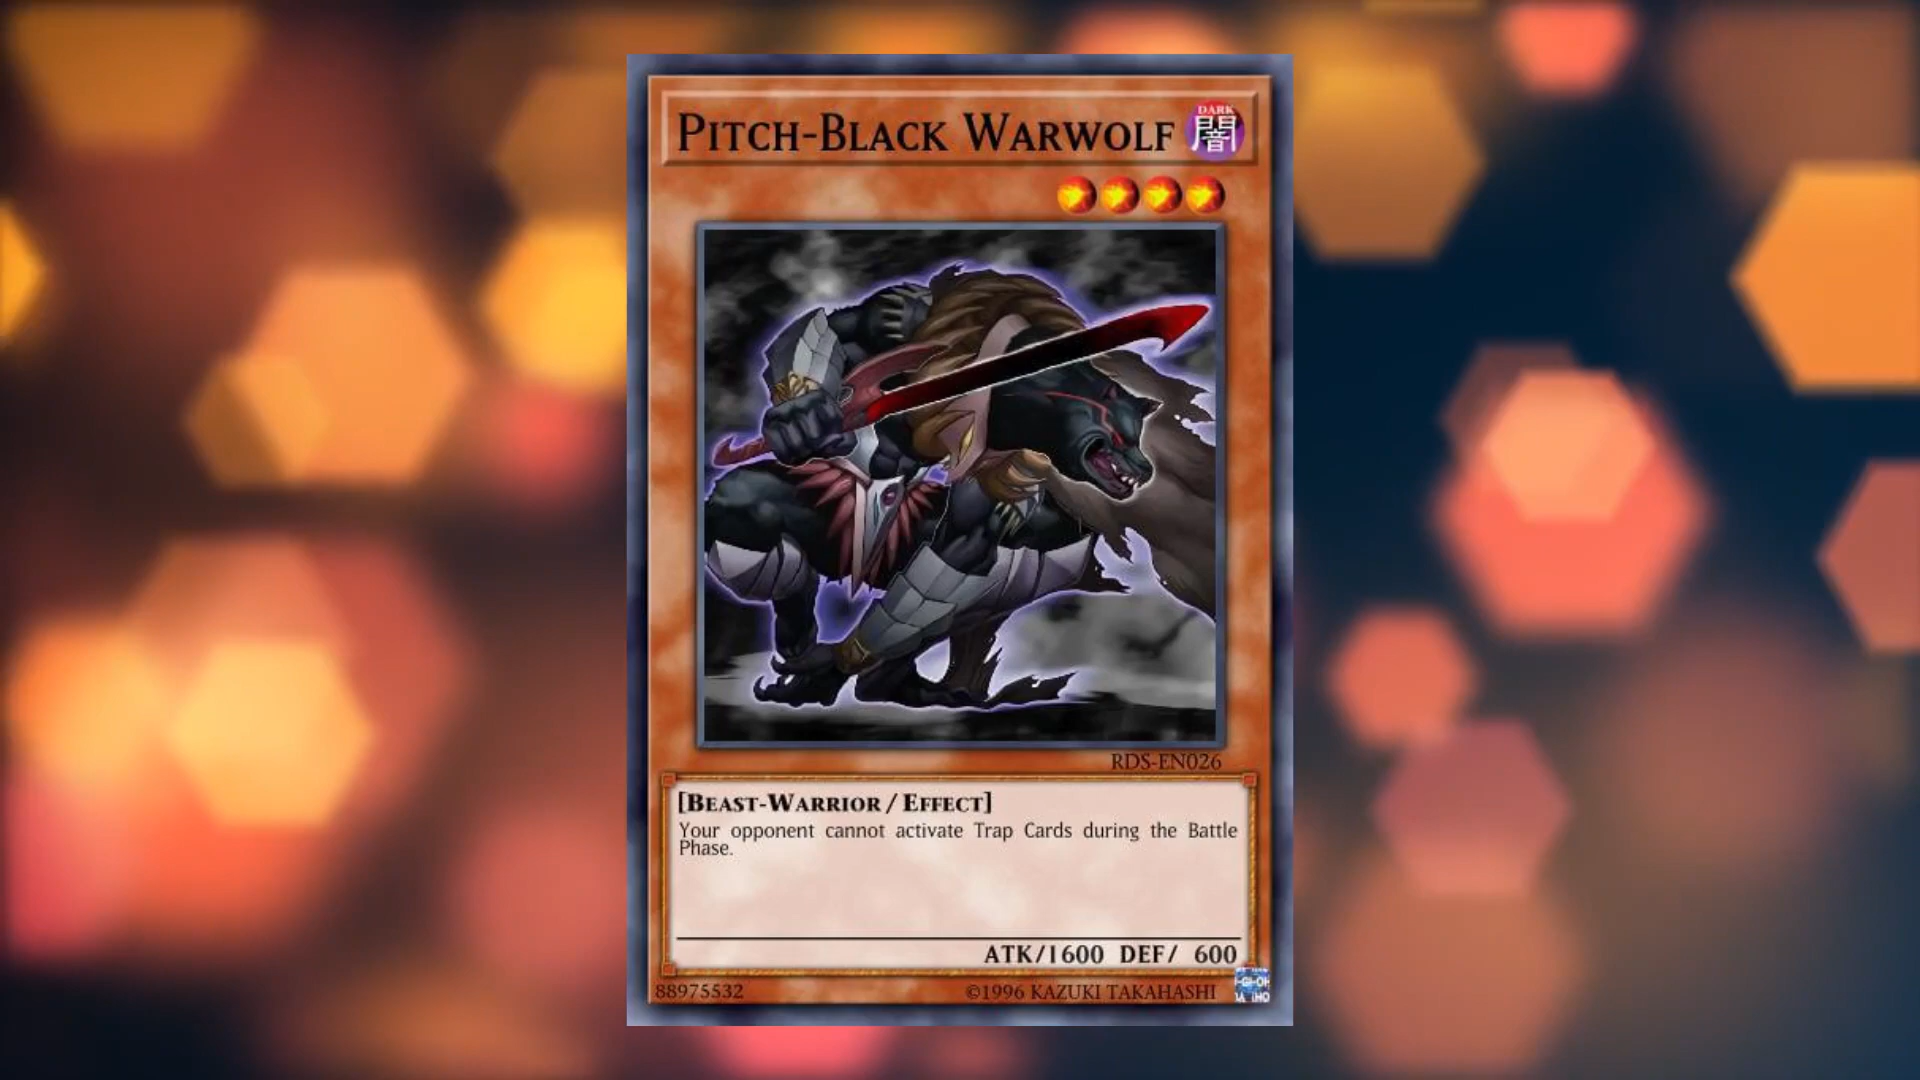 PITCH-BLACK WARWOLF
DARK
闇
RDS-EN026
[BEAST-WARRIOR / EFFECT]
Your opponent cannot activate Trap Cards during the Battle
Phase.
ATK/1600 DEF/ 600
88975532
©1996 KAZUKI TAKAHASHI